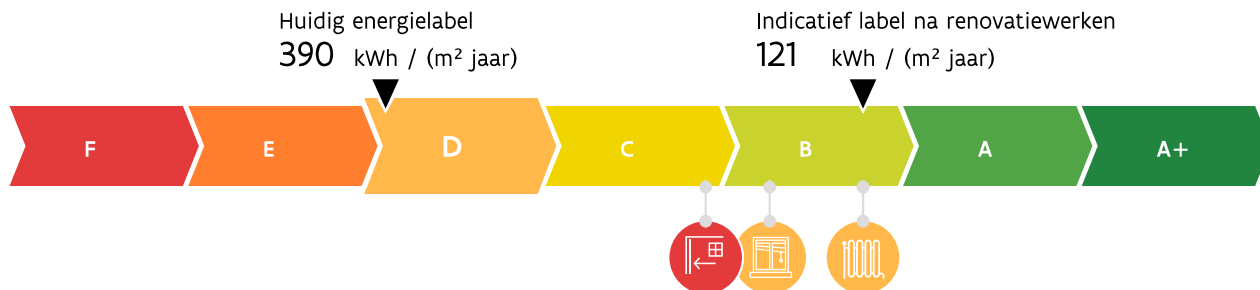 Huidig energielabel
390 kWh / (m² jaar)
Indicatief label na renovatiewerken
121 kWh / (m² jaar)
F E D C B A A+